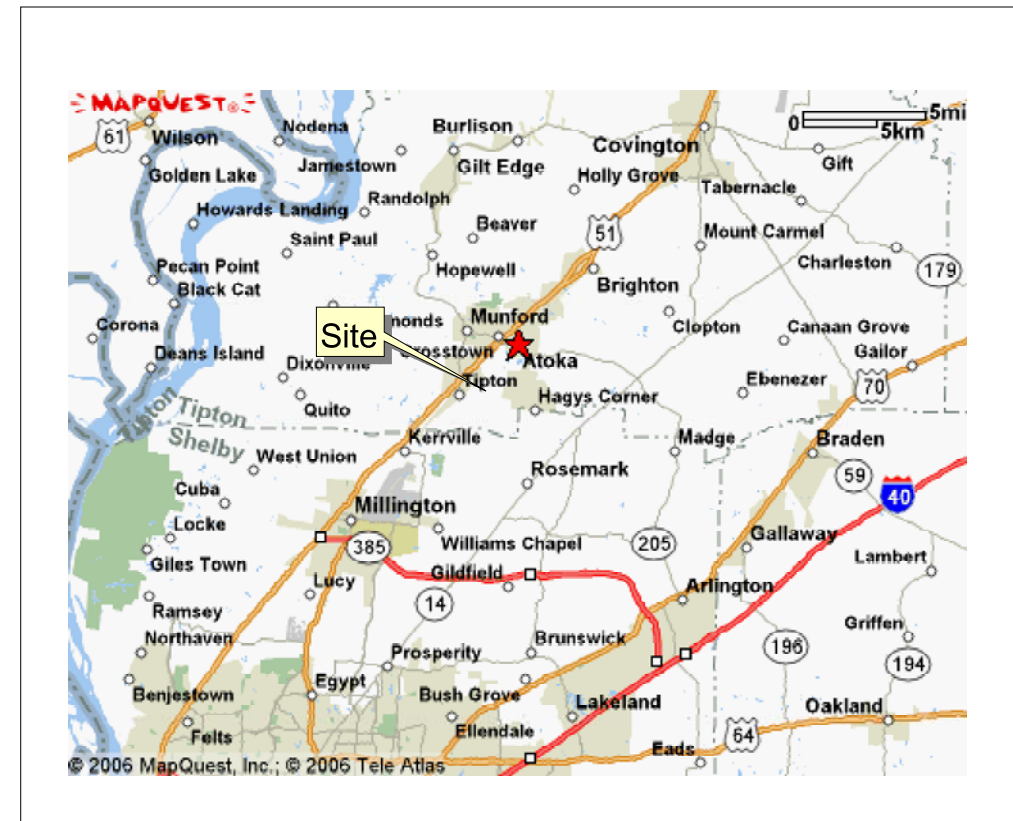 MAPQUEST®
0
5mi
5km
61
Wilson
Nodena
Burlison
Covington
Golden Lake
Jamestown
Gilt Edge
Gift
Holly Grove
Tabernacle
Howards Landing
Randolph
Beaver
51
Mount Carmel
Saint Paul
Charleston
179
Pecan Point
Hopewell
Black Cat
Brighton
Site
monds
Munford
Clopton
Canaan Grove
Corona
Deans Island
Dixonville
rosstown
Atoka
Gailor
Tipton
Ebenezer
70
Quito
Hagys Corner
Tipton
Tipton
Shelby
Kerrville
Madge
Braden
West Union
Rosemark
59
40
Cuba
Millington
Locke
385
Williams Chapel
205
Gallaway
Giles Town
Lucy
Gildfield
Lambert
14
Arlington
Ramsey
Griffen
Northaven
Prosperity
Brunswick
196
194
Benjestown
Egypt
Bush Grove
Lakeland
Oakland
Felts
Ellendale
64
Eads
© 2006 MapQuest, Inc.; © 2006 Tele Atlas